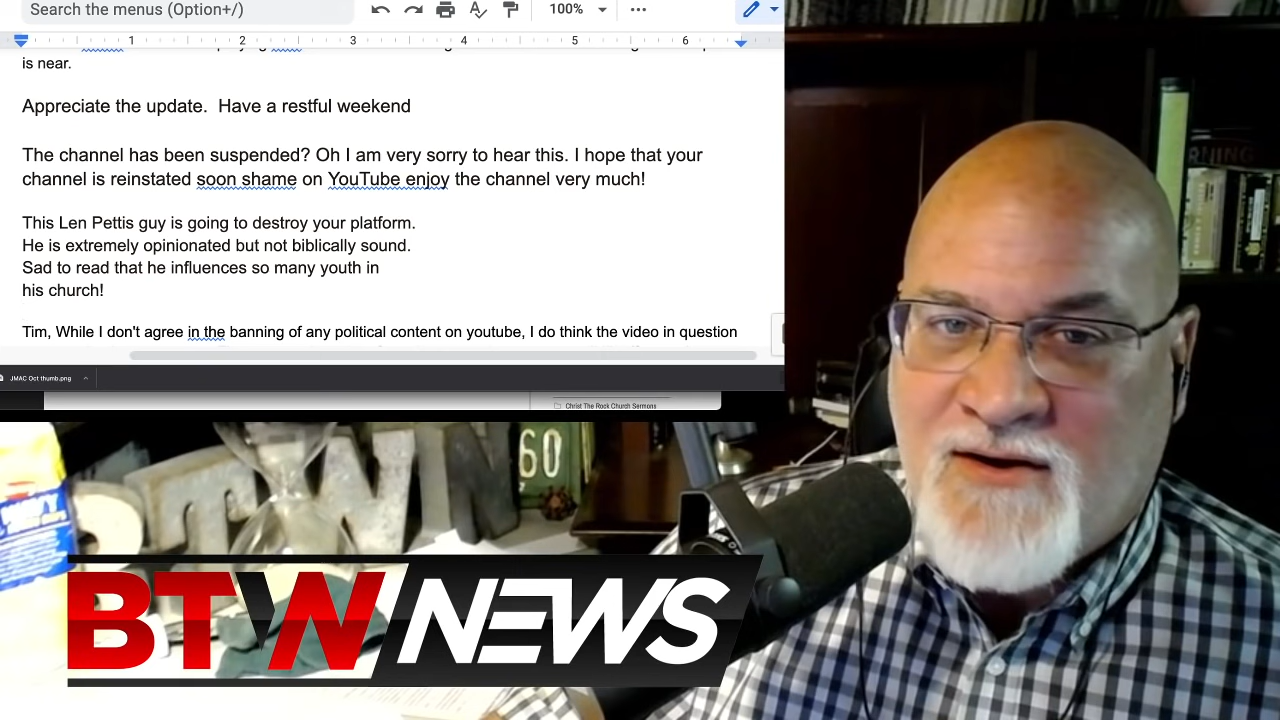 Search the menus (Option+/)
100%
1 2 3 4 5 6
is near.
Appreciate the update.  Have a restful weekend
The channel has been suspended? Oh I am very sorry to hear this. I hope that your
channel is reinstated soon shame on YouTube enjoy the channel very much!
This Len Pettis guy is going to destroy your platform.
He is extremely opinionated but not biblically sound.
Sad to read that he influences so many youth in
his church!
Tim, While I don't agree in the banning of any political content on youtube, I do think the video in question
JMAC Oct thumb.png
Christ The Rock Church Sermons
60
BTWN
BTW NEWS